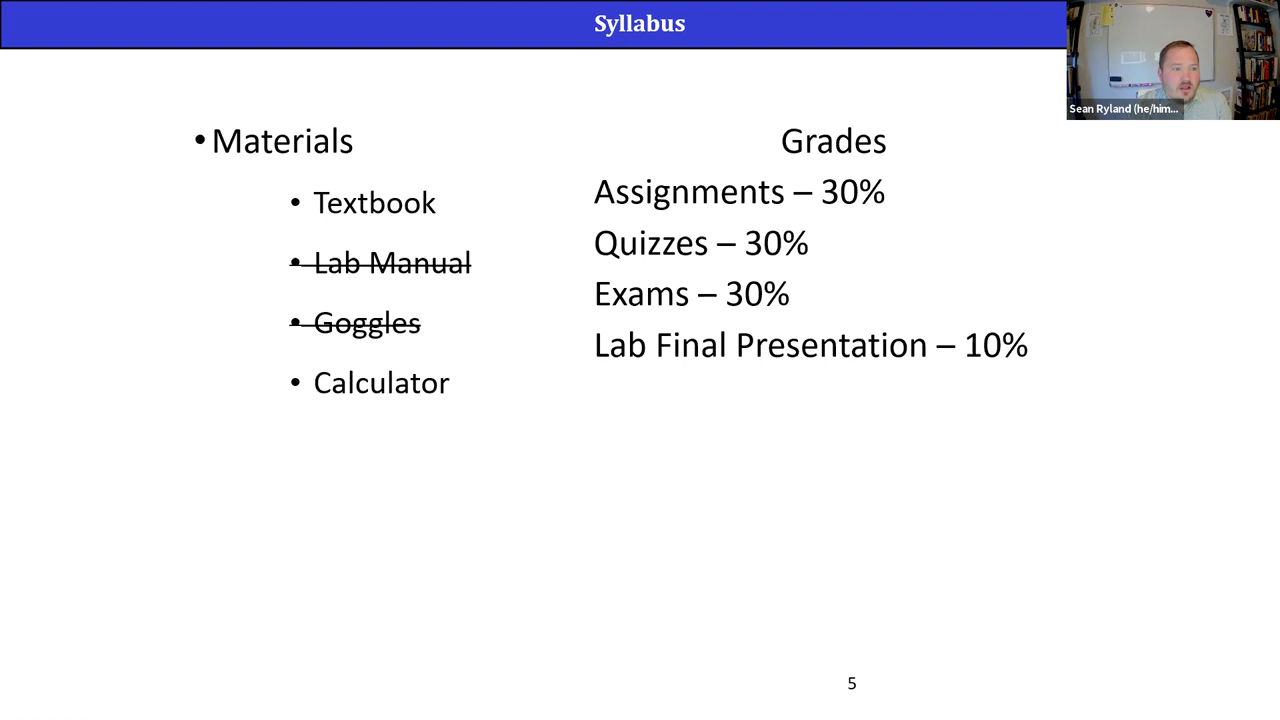 Syllabus
Sean Ryland (he/him...
• Materials
• Textbook
• Lab Manual
• Goggles
• Calculator
Grades
Assignments – 30%
Quizzes – 30%
Exams – 30%
Lab Final Presentation – 10%
5